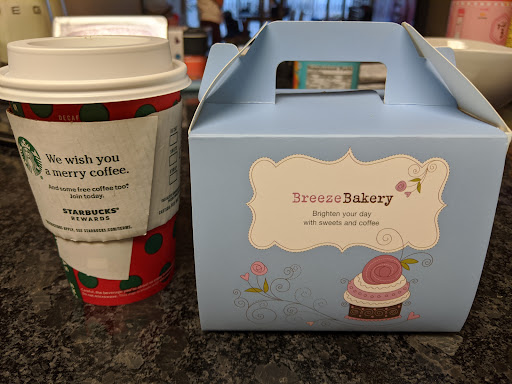 DECAF
We wish you
a merry coffee.
And some free coffee too?
Join today.
STARBUCKS®
REWARDS
BreezeBakery
Brighten your day
with sweets and coffee